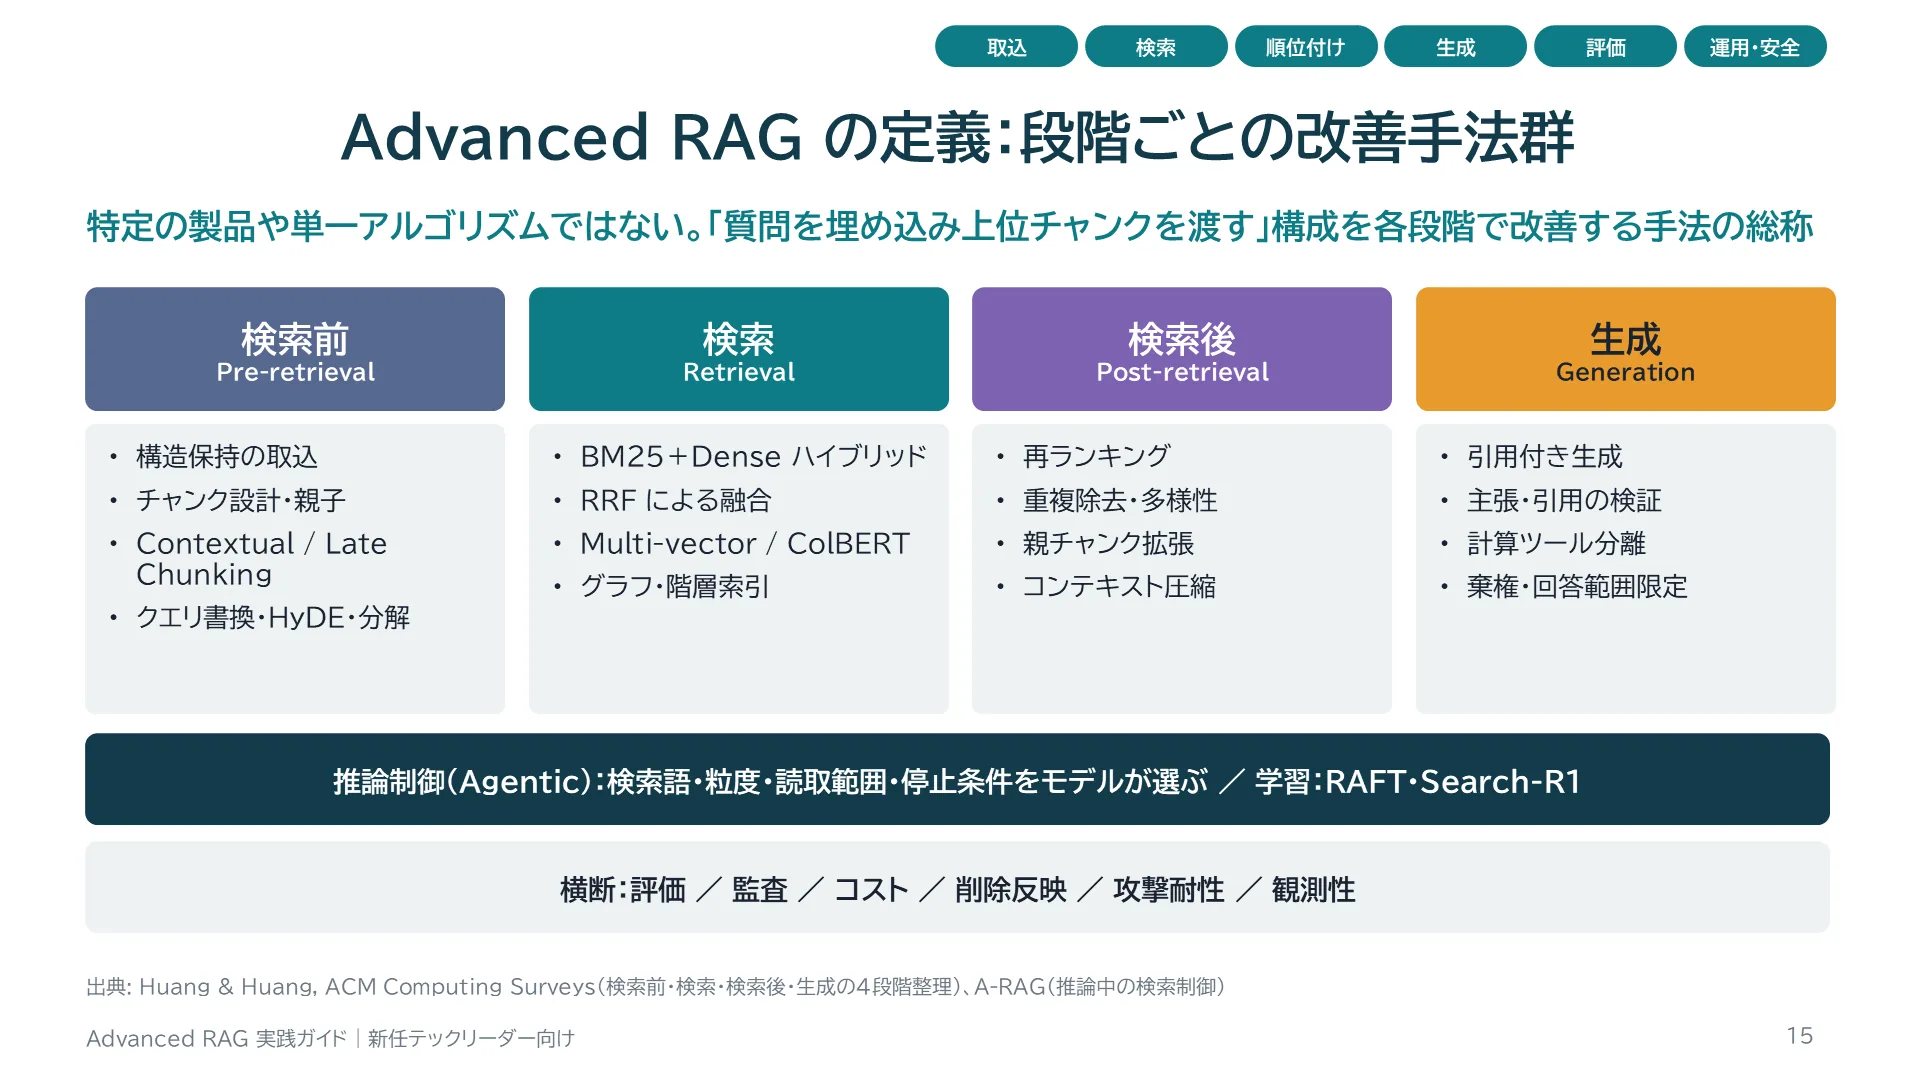 取込
検索
順位付け
生成
評価
運用・安全
Advanced RAG の定義：段階ごとの改善手法群
特定の製品や単一アルゴリズムではない。「質問を埋め込み上位チャンクを渡す」構成を各段階で改善する手法の総称
検索前
Pre-retrieval
• 構造保持の取込
• チャンク設計・親子
• Contextual / Late
Chunking
• クエリ書換・HyDE・分解
検索
Retrieval
• BM25＋Dense ハイブリッド
• RRF による融合
• Multi-vector / ColBERT
• グラフ・階層索引
検索後
Post-retrieval
• 再ランキング
• 重複除去・多様性
• 親チャンク拡張
• コンテキスト圧縮
生成
Generation
• 引用付き生成
• 主張・引用の検証
• 計算ツール分離
• 棄権・回答範囲限定
推論制御（Agentic）：検索語・粒度・読取範囲・停止条件をモデルが選ぶ ／ 学習：RAFT・Search-R1
横断：評価 ／ 監査 ／ コスト ／ 削除反映 ／ 攻撃耐性 ／ 観測性
出典: Huang & Huang, ACM Computing Surveys（検索前・検索・検索後・生成の4段階整理）、A-RAG（推論中の検索制御）
Advanced RAG 実践ガイド｜新任テックリーダー向け
15